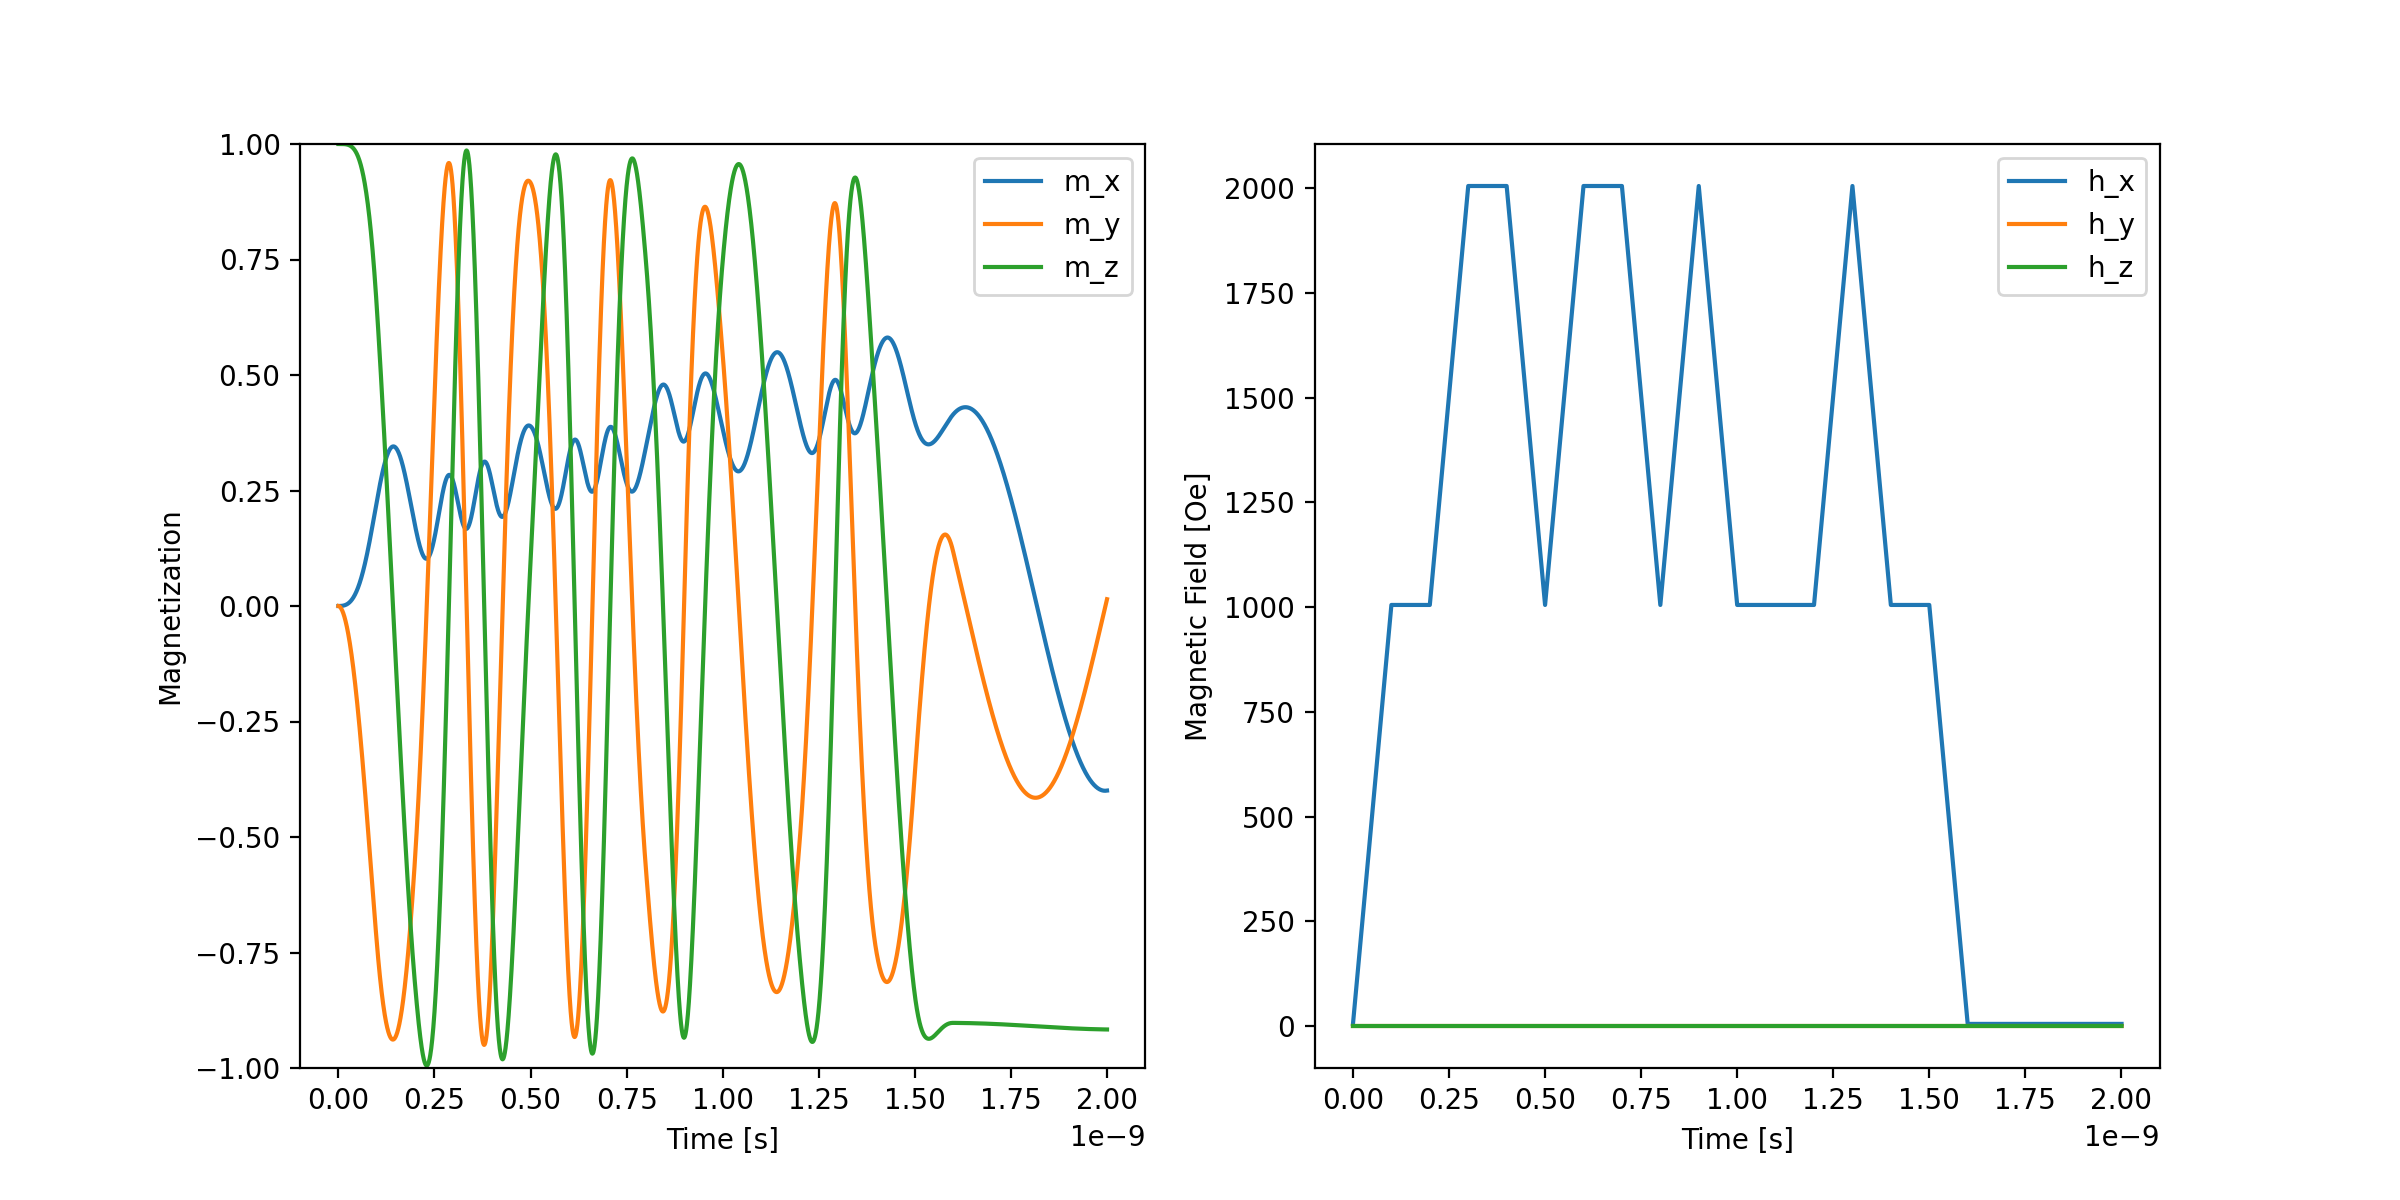 1.00
0.75
0.50
0.25
0.00
−0.25
−0.50
−0.75
−1.00
Magnetization
m_x
m_y
m_z
0.00 0.25 0.50 0.75 1.00 1.25 1.50 1.75 2.00
Time [s]
1e−9
2000
1750
1500
1250
1000
750
500
250
0
Magnetic Field [Oe]
h_x
h_y
h_z
0.00 0.25 0.50 0.75 1.00 1.25 1.50 1.75 2.00
Time [s]
1e−9